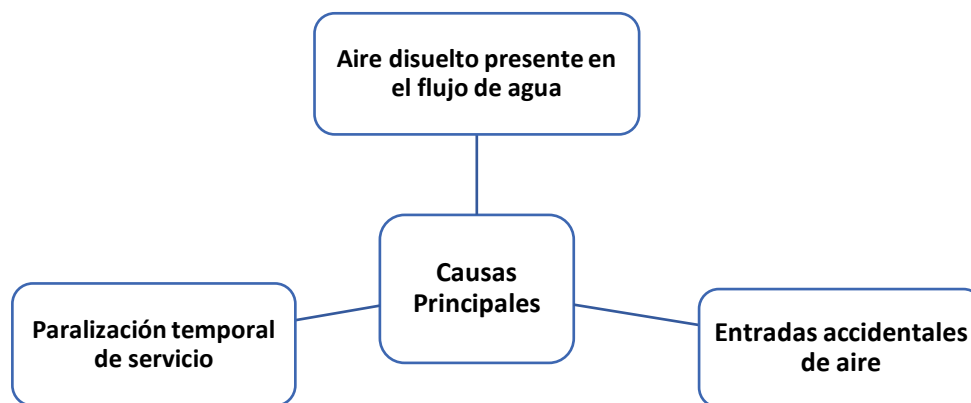 Aire disuelto presente en
el flujo de agua
Causas
Principales
Paralización temporal
de servicio
Entradas accidentales
de aire